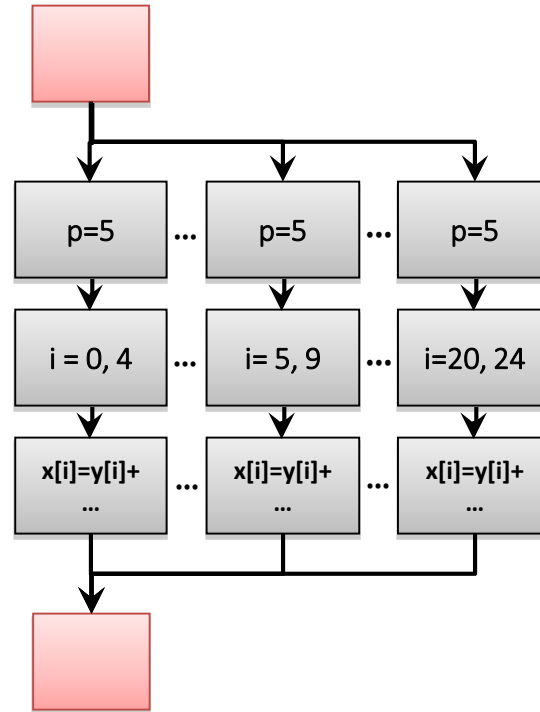 p=5 ... p=5 ... p=5
i = 0, 4 ... i= 5, 9 ... i=20, 24
x[i]=y[i]+ ... x[i]=y[i]+ ... x[i]=y[i]+
... ... ...